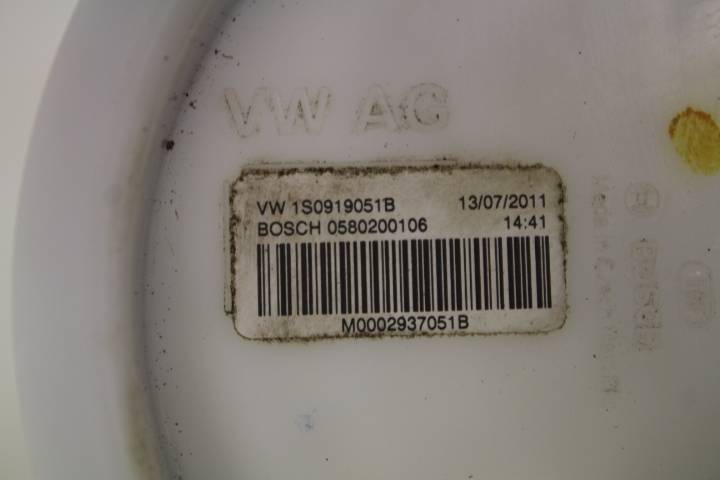 VW AG
VW 1S0919051B 13/07/2011
BOSCH 0580200106 14:41
M0002937051B